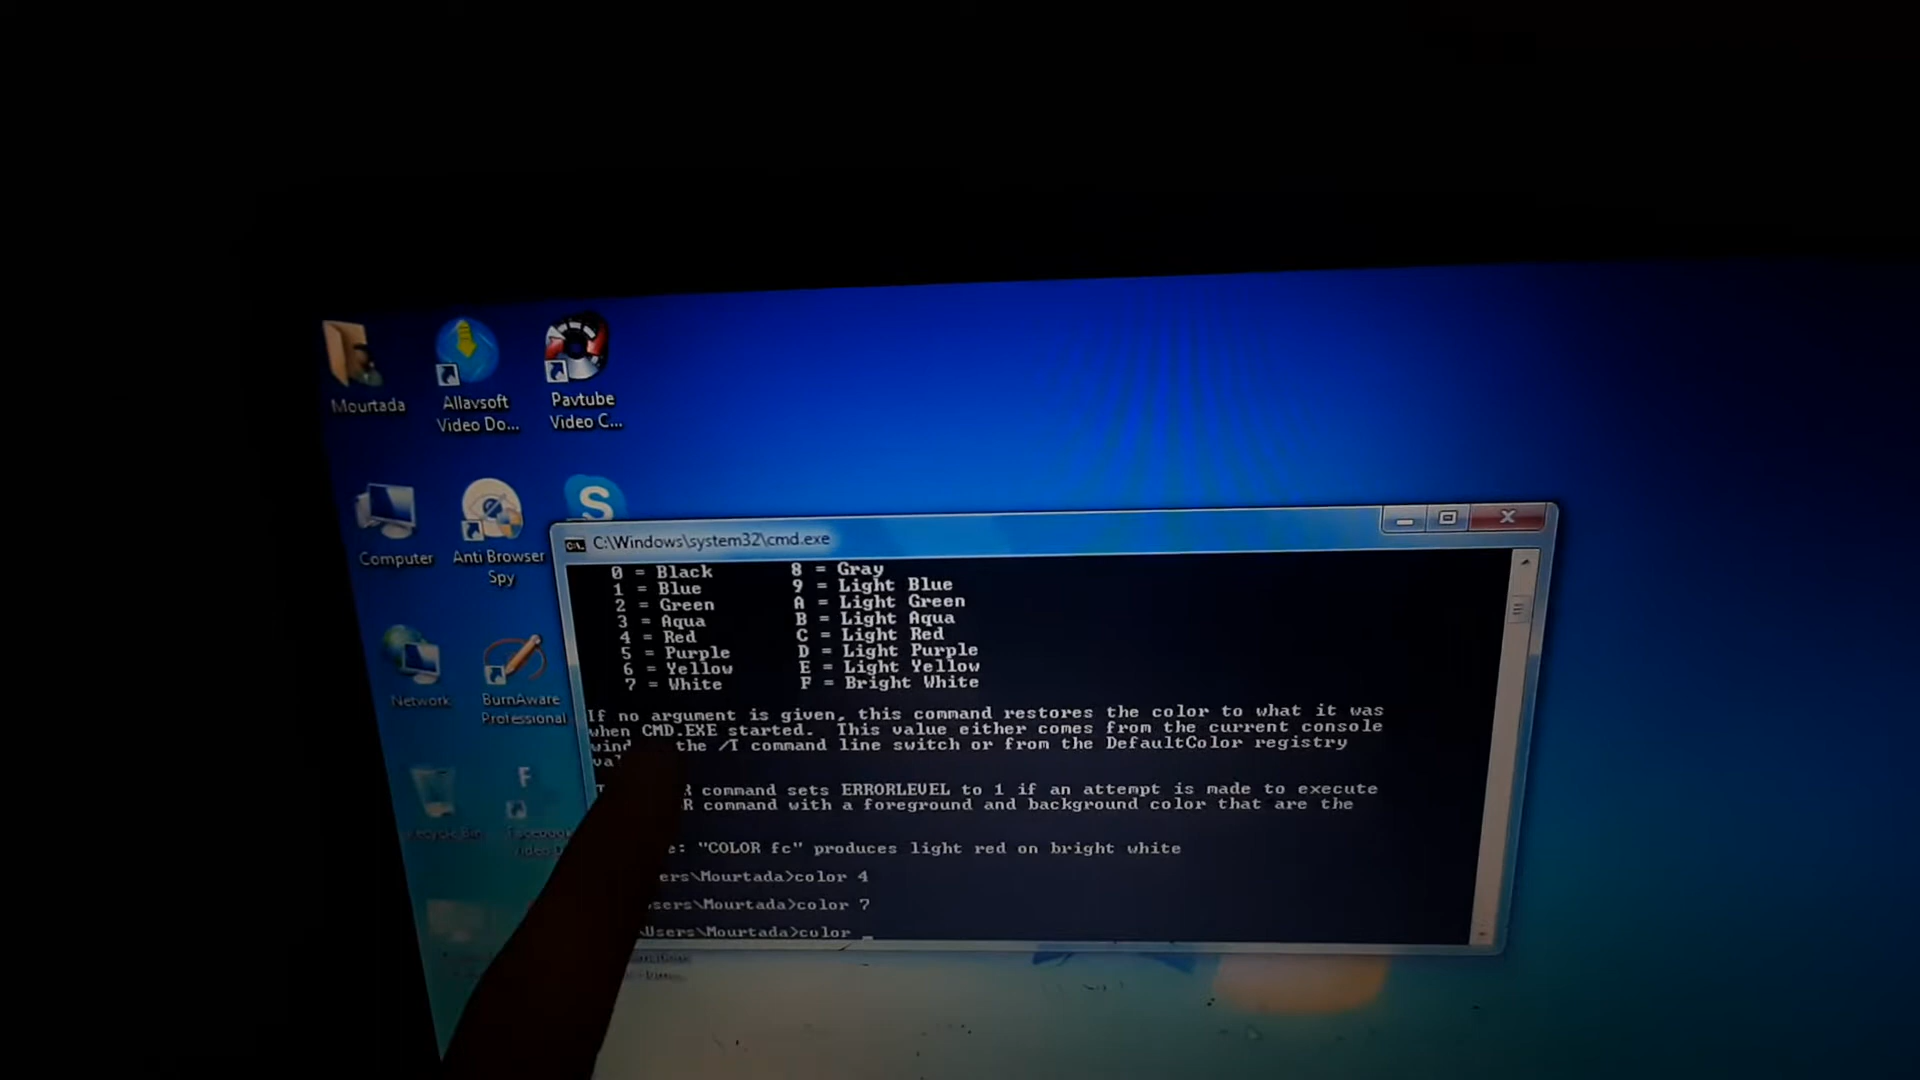 Mourtada
Allavsoft
Video Do...
Pavtube
Video C...
Computer
Anti Browser
Spy
S
Network
BurnAware
Professional
Recycle Bin
F
Facebook
C:\Windows\system32\cmd.exe
0 = Black 8 = Gray
1 = Blue 9 = Light Blue
2 = Green A = Light Green
3 = Aqua B = Light Aqua
4 = Red C = Light Red
5 = Purple D = Light Purple
6 = Yellow E = Light Yellow
7 = White F = Bright White
If no argument is given, this command restores the color to what it was
when CMD.EXE started. This value either comes from the current console
wind the /T command line switch or from the DefaultColor registry
val
R command sets ERRORLEVEL to 1 if an attempt is made to execute
R command with a foreground and background color that are the
e: "COLOR fc" produces light red on bright white
ers\Mourtada>color 4
sers\Mourtada>color 7
\Users\Mourtada>color _